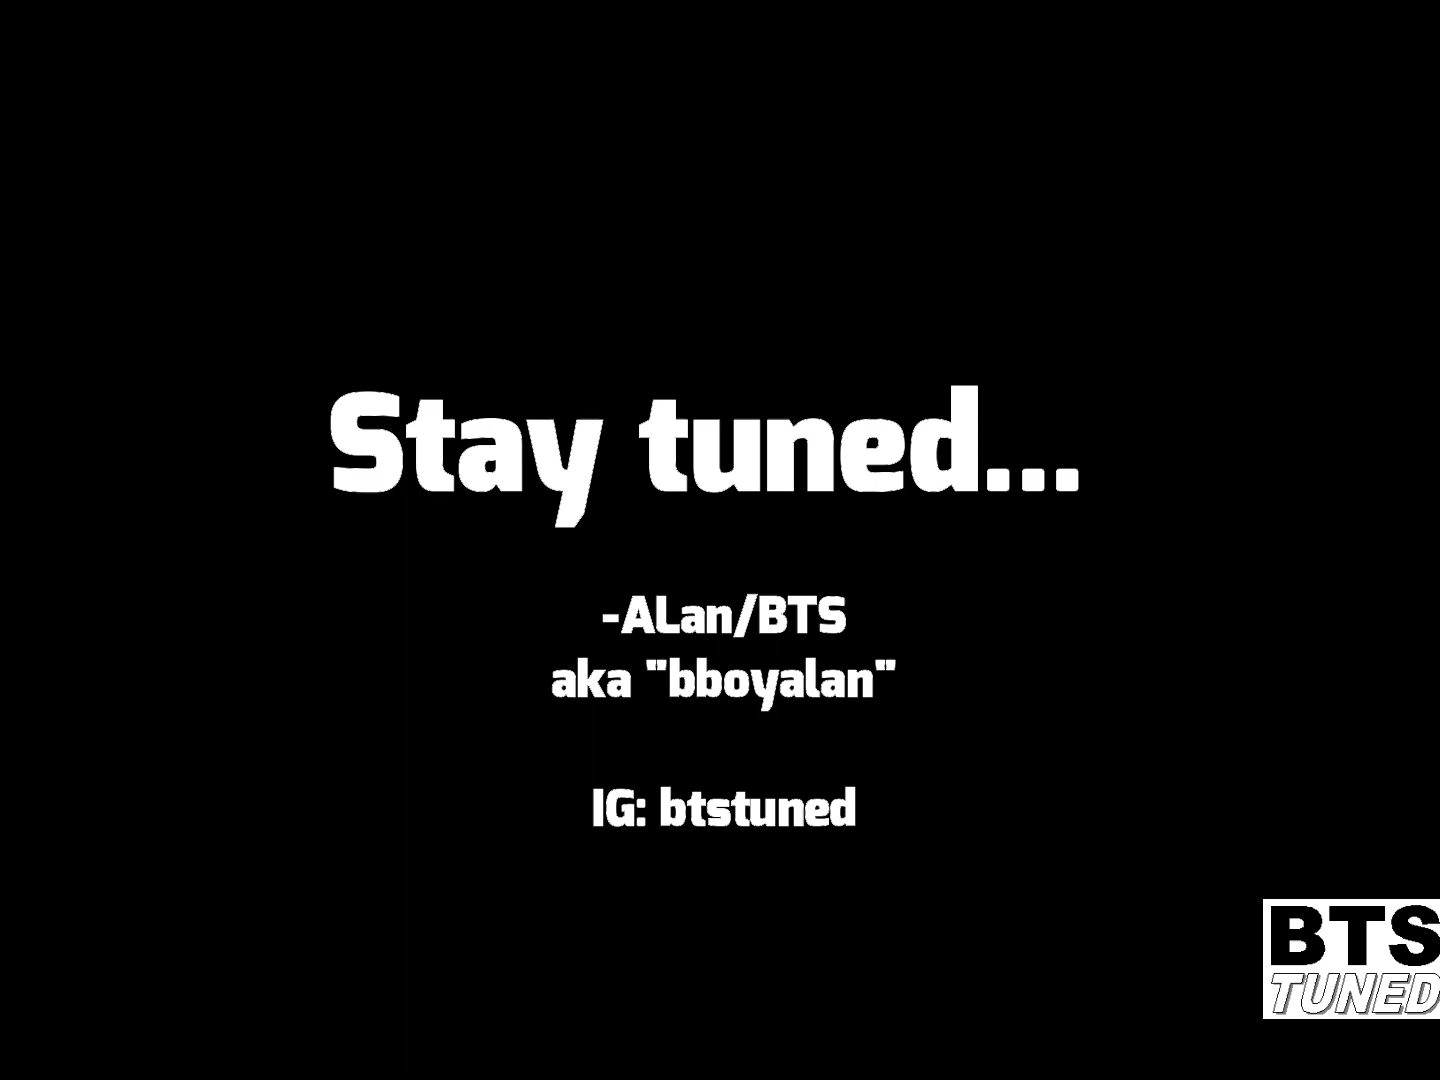 Stay tuned...
-ALan/BTS
aka "bboyalan"
IG: btstuned
BTS
TUNED